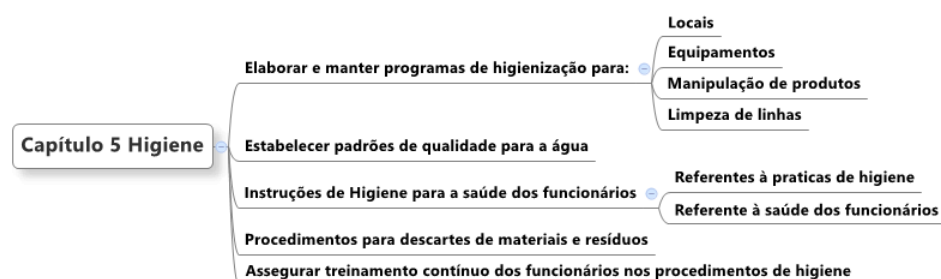 Locais
Equipamentos
Elaborar e manter programas de higienização para:
Manipulação de produtos
Limpeza de linhas
Capítulo 5 Higiene
Estabelecer padrões de qualidade para a água
Instruções de Higiene para a saúde dos funcionários
Referentes à praticas de higiene
Referente à saúde dos funcionários
Procedimentos para descartes de materiais e resíduos
Assegurar treinamento contínuo dos funcionários nos procedimentos de higiene